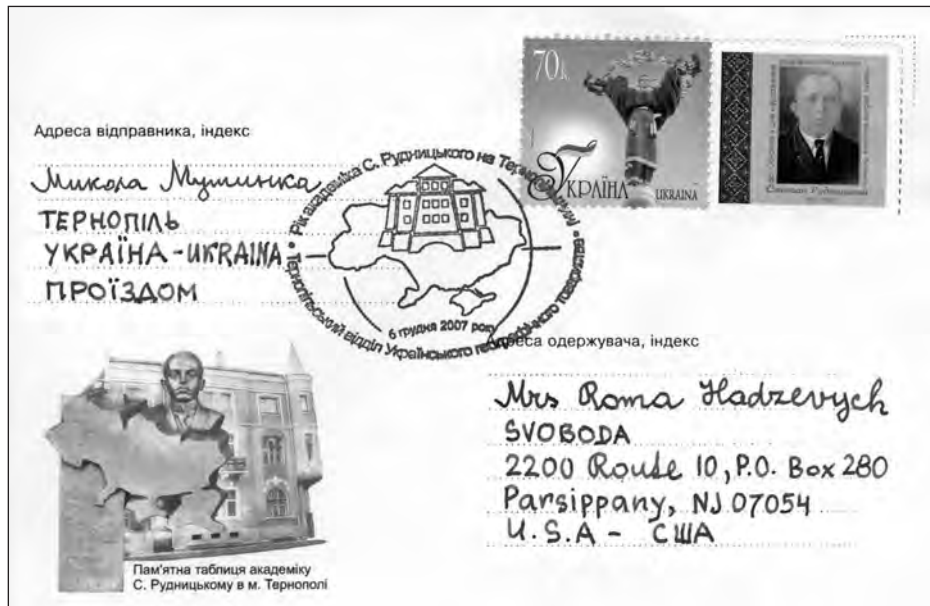 70к
УКРАЇНА
UKRAINA
Степан Рудницький
Адреса відправника, індекс
Микола Мушинка
ТЕРНОПІЛЬ
УКРАЇНА-UKRAINA
ПРОЇЗДОМ
Рік академіка С. Рудницького на Тернопіллі
Тернопільський відділ Українського географічного товариства
6 грудня 2007 року
Адреса одержувача, індекс
Mrs Roma Hadzevych
SVOBODA
2200 Route 10, P.O. Box 280
Parsippany, NJ 07054
U.S.A - США
Пам'ятна таблиця академіку
С. Рудницькому в м. Тернополі